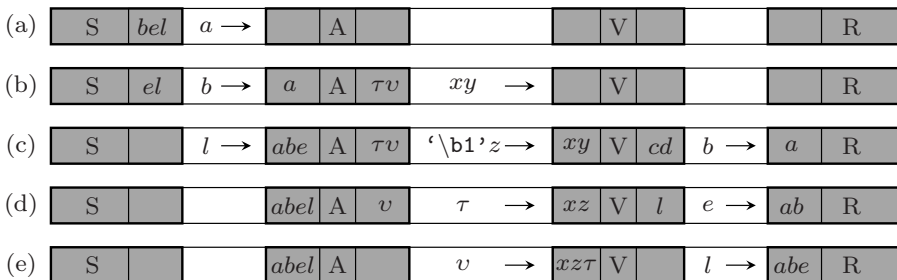 (a) S bel a → A V R
(b) S el b → a A τυ xy → V R
(c) S l → abe A τυ ‘\b1’z → xy V cd b → a R
(d) S abel A υ τ → xz V l e → ab R
(e) S abel A υ → xzτ V l → abe R